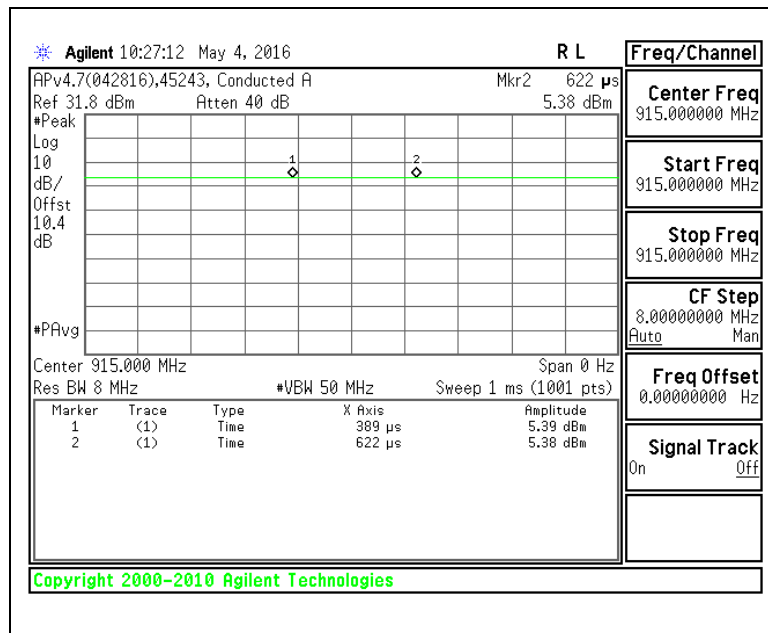 Agilent 10:27:12 May 4, 2016 R L
APv4.7(042816),45243, Conducted A Mkr2 622 µs
Ref 31.8 dBm Atten 40 dB 5.38 dBm
#Peak
Log
10
dB/
Offst
10.4
dB
#PAvg
1 2
Center 915.000 MHz Span 0 Hz
Res BW 8 MHz #VBW 50 MHz Sweep 1 ms (1001 pts)
Marker Trace Type X Axis Amplitude
1 (1) Time 389 µs 5.39 dBm
2 (1) Time 622 µs 5.38 dBm
Copyright 2000-2010 Agilent Technologies
Freq/Channel
Center Freq
915.000000 MHz
Start Freq
915.000000 MHz
Stop Freq
915.000000 MHz
CF Step
8.00000000 MHz
Auto Man
Freq Offset
0.00000000 Hz
Signal Track
On Off